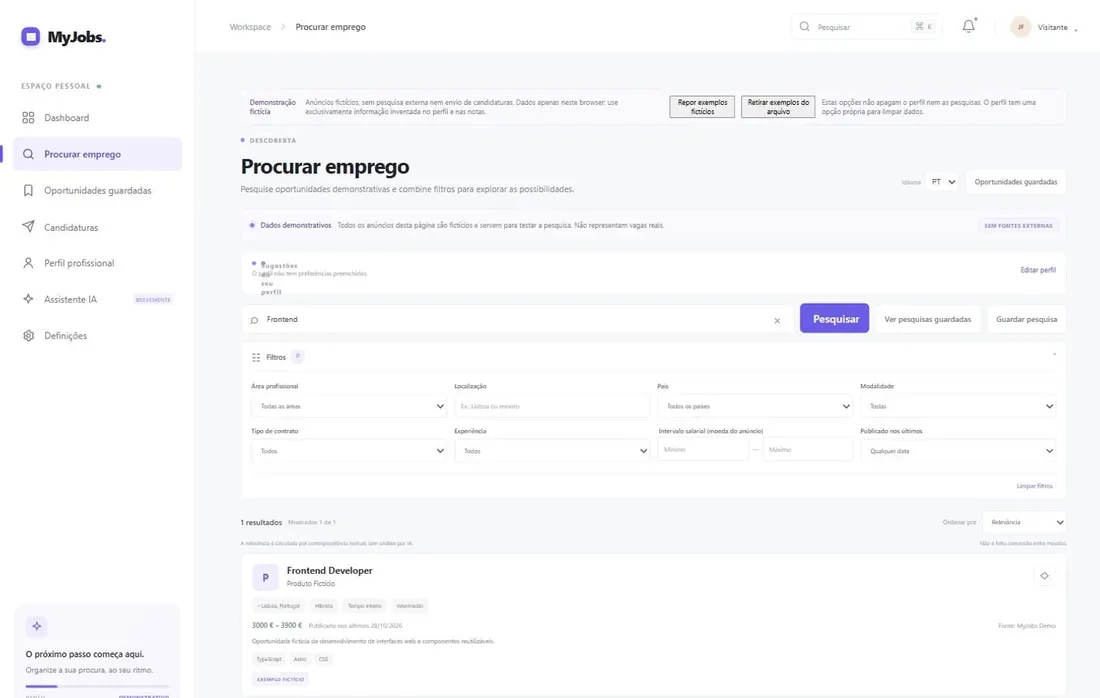 MyJobs.
ESPAÇO PESSOAL
Dashboard
Procurar emprego
Oportunidades guardadas
Candidaturas
Perfil profissional
Assistente IA
BREVEMENTE
Definições
O próximo passo começa aqui.
Organize a sua procura, ao seu ritmo.
DEMONSTRATIVO
Workspace
Procurar emprego
Pesquisar
⌘ K
JF
Visitante
Demonstração fictícia
Anúncios fictícios, sem pesquisa externa nem envio de candidaturas. Dados apenas neste browser: use
exclusivamente informação inventada no perfil e nas notas.
Repor exemplos
fictícios
Retirar exemplos do
arquivo
Estas opções não apagam o perfil nem as pesquisas. O perfil tem uma
opção própria para limpar dados.
DESCOBERTA
Procurar emprego
Pesquise oportunidades demonstrativas e combine filtros para explorar as possibilidades.
Idioma
PT
Oportunidades guardadas
Dados demonstrativos
Todos os anúncios desta página são fictícios e servem para testar a pesquisa. Não representam vagas reais.
SEM FONTES EXTERNAS
Sugestões
do
seu
perfil
O perfil não tem preferências preenchidas.
Editar perfil
Frontend
Pesquisar
Ver pesquisas guardadas
Guardar pesquisa
Filtros
0
Área profissional
Todas as áreas
Localização
Ex.: Lisboa ou remoto
País
Todos os países
Modalidade
Todas
Tipo de contrato
Todos
Experiência
Todos
Intervalo salarial (moeda do anúncio)
Mínimo
—
Máximo
Publicado nos últimos
Qualquer data
Limpar filtros
1 resultados
Mostrados 1 de 1
Ordenar por
Relevância
A relevância é calculada por correspondência textual, sem análise por IA.
Não é feita conversão entre moedas.
P
Frontend Developer
Produto Fictício
Lisboa, Portugal
Híbrido
Tempo inteiro
Intermédio
3000 € – 3900 €
Publicado nos últimos 28/10/2026
Fonte: MyJobs Demo
Oportunidade fictícia de desenvolvimento de interfaces web e componentes reutilizáveis.
TypeScript
Astro
CSS
EXEMPLO FICTÍCIO